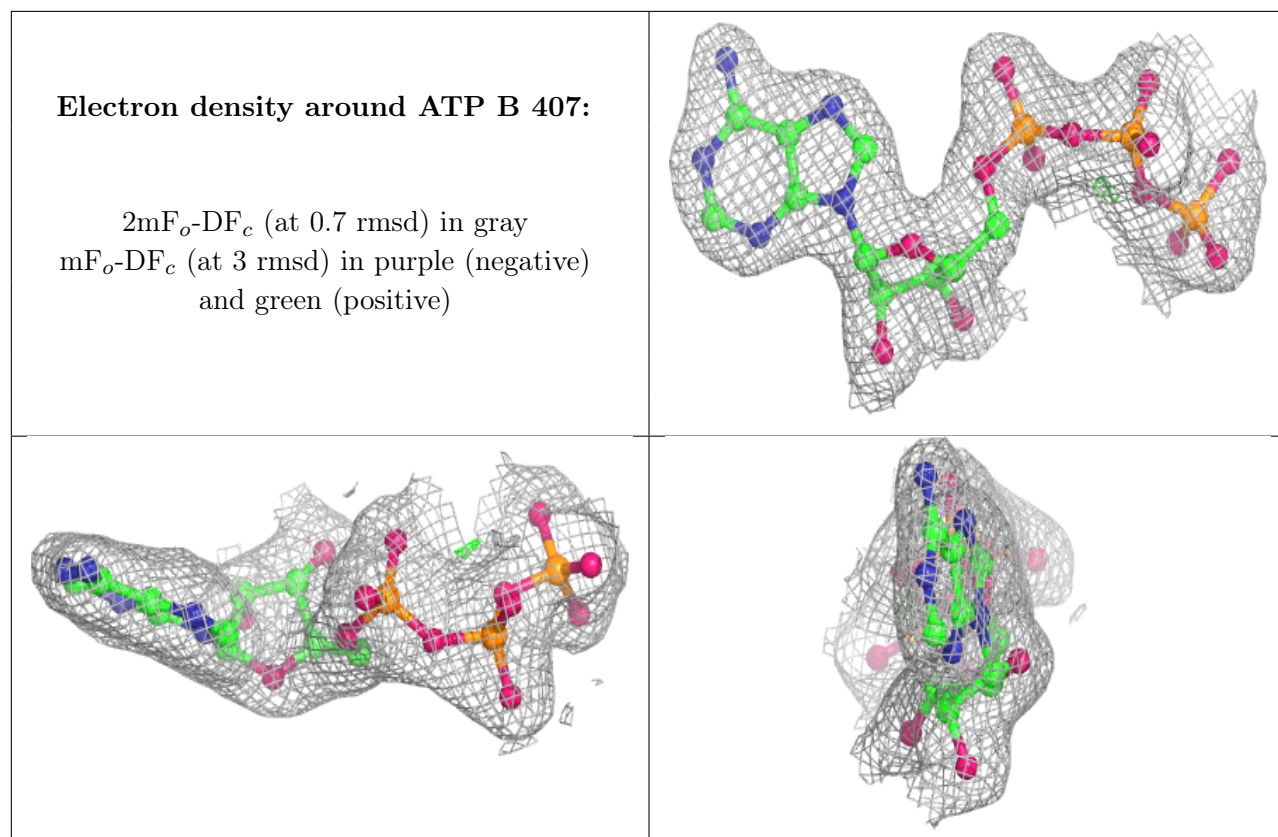 Electron density around ATP B 407:
2mFo-DFc (at 0.7 rmsd) in gray
mFo-DFc (at 3 rmsd) in purple (negative)
and green (positive)